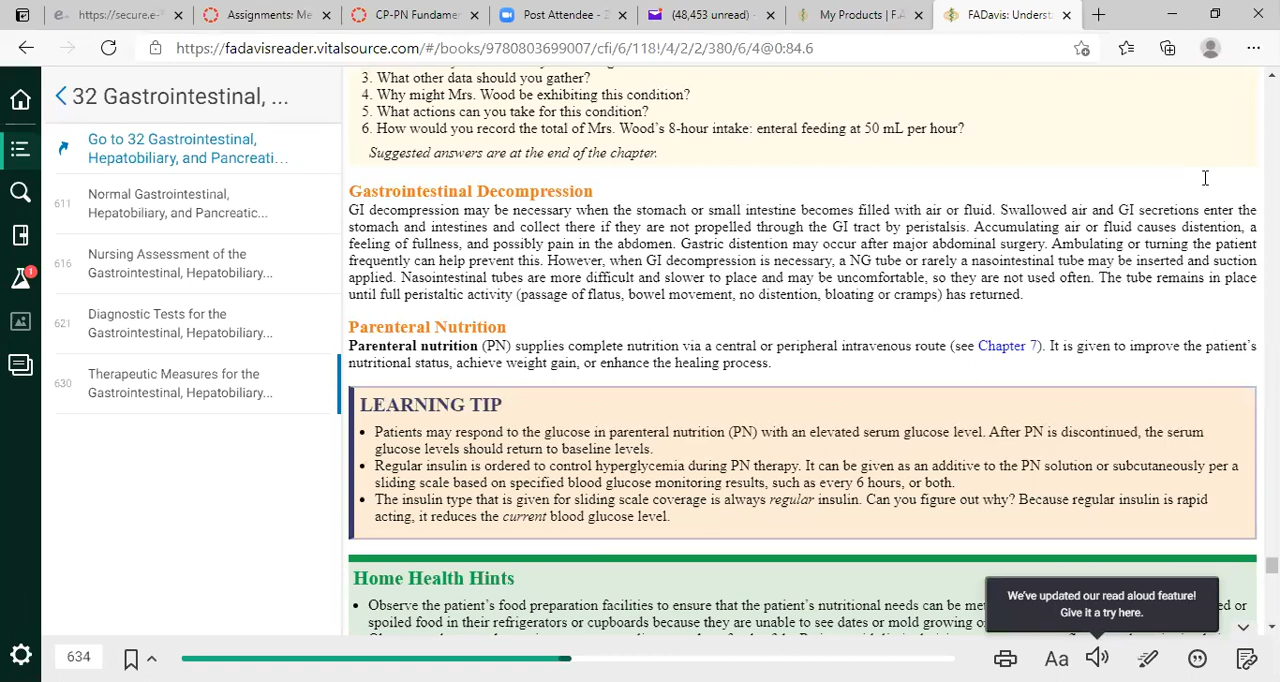 https://secure.e-
Assignments: Me
CP-PN Fundame
Post Attendee - Z
(48,453 unread)
My Products | F.A
FADavis: Underst
https://fadavisreader.vitalsource.com/#/books/9780803699007/cfi/6/118!/4/2/2/380/6/4@0:84.6
32 Gastrointestinal, ...
Go to 32 Gastrointestinal,
Hepatobiliary, and Pancreati...
611
Normal Gastrointestinal,
Hepatobiliary, and Pancreatic...
616
Nursing Assessment of the
Gastrointestinal, Hepatobiliary...
621
Diagnostic Tests for the
Gastrointestinal, Hepatobiliary...
630
Therapeutic Measures for the
Gastrointestinal, Hepatobiliary...
1
3. What other data should you gather?
4. Why might Mrs. Wood be exhibiting this condition?
5. What actions can you take for this condition?
6. How would you record the total of Mrs. Wood's 8-hour intake: enteral feeding at 50 mL per hour?
Suggested answers are at the end of the chapter.
Gastrointestinal Decompression
GI decompression may be necessary when the stomach or small intestine becomes filled with air or fluid. Swallowed air and GI secretions enter the
stomach and intestines and collect there if they are not propelled through the GI tract by peristalsis. Accumulating air or fluid causes distention, a
feeling of fullness, and possibly pain in the abdomen. Gastric distention may occur after major abdominal surgery. Ambulating or turning the patient
frequently can help prevent this. However, when GI decompression is necessary, a NG tube or rarely a nasointestinal tube may be inserted and suction
applied. Nasointestinal tubes are more difficult and slower to place and may be uncomfortable, so they are not used often. The tube remains in place
until full peristaltic activity (passage of flatus, bowel movement, no distention, bloating or cramps) has returned.
Parenteral Nutrition
Parenteral nutrition (PN) supplies complete nutrition via a central or peripheral intravenous route (see Chapter 7). It is given to improve the patient's
nutritional status, achieve weight gain, or enhance the healing process.
LEARNING TIP
• Patients may respond to the glucose in parenteral nutrition (PN) with an elevated serum glucose level. After PN is discontinued, the serum
glucose levels should return to baseline levels.
• Regular insulin is ordered to control hyperglycemia during PN therapy. It can be given as an additive to the PN solution or subcutaneously per a
sliding scale based on specified blood glucose monitoring results, such as every 6 hours, or both.
• The insulin type that is given for sliding scale coverage is always regular insulin. Can you figure out why? Because regular insulin is rapid
acting, it reduces the current blood glucose level.
Home Health Hints
• Observe the patient's food preparation facilities to ensure that the patient's nutritional needs can be met
or
spoiled food in their refrigerators or cupboards because they are unable to see dates or mold growing
We've updated our read aloud feature!
Give it a try here.
634
Aa